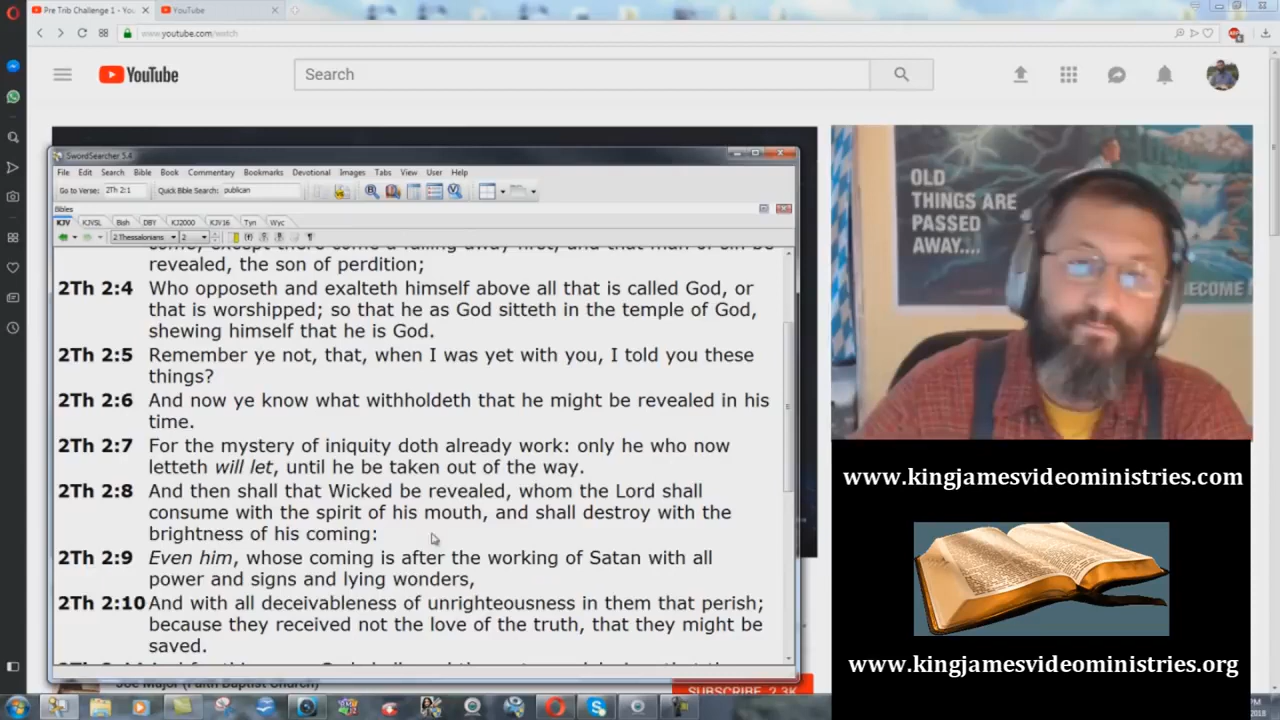 Pre Trib Challenge 1 - You
YouTube
www.youtube.com/watch
YouTube
Search
SwordSearcher 5.4
File Edit Search Bible Book Commentary Bookmarks Devotional Images Tabs View User Help
Go to Verse: 2Th 2:1 Quick Bible Search: publican
Bibles
KJV KJVSL Bish DBY KJ2000 KJV16 Tyn Wyc
2 Thessalonians 2
revealed, the son of perdition;
2Th 2:4 Who opposeth and exalteth himself above all that is called God, or
that is worshipped; so that he as God sitteth in the temple of God,
shewing himself that he is God.
2Th 2:5 Remember ye not, that, when I was yet with you, I told you these
things?
2Th 2:6 And now ye know what withholdeth that he might be revealed in his
time.
2Th 2:7 For the mystery of iniquity doth already work: only he who now
letteth will let, until he be taken out of the way.
2Th 2:8 And then shall that Wicked be revealed, whom the Lord shall
consume with the spirit of his mouth, and shall destroy with the
brightness of his coming:
2Th 2:9 Even him, whose coming is after the working of Satan with all
power and signs and lying wonders,
2Th 2:10 And with all deceivableness of unrighteousness in them that perish;
because they received not the love of the truth, that they might be
saved.
Joe Major (Faith Baptist Church)
SUBSCRIBE 2.3K
OLD
THINGS ARE
PASSED
AWAY....
BECOME
www.kingjamesvideoministries.com
www.kingjamesvideoministries.org
PM
2018